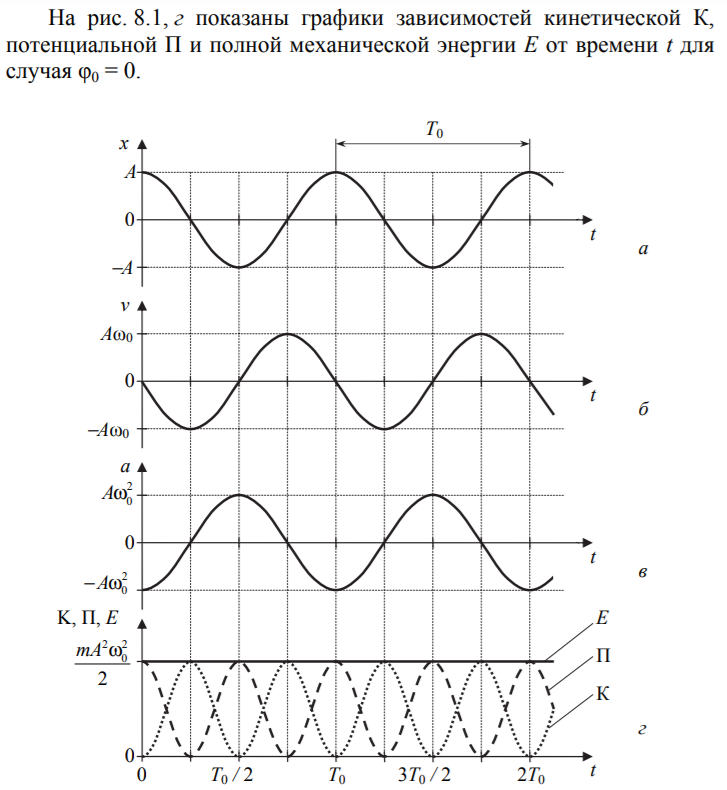 На рис. 8.1, г показаны графики зависимостей кинетической К,
потенциальной П и полной механической энергии E от времени t для
случая φ₀ = 0.
T₀
x
A
0
−A
t
а
v
Aω₀
0
−Aω₀
t
б
a
Aω₀²
0
− Aω₀²
t
в
К, П, E
mA²ω₀²
2
E
П
К
г
0
0
T₀ / 2
T₀
3T₀ / 2
2T₀
t